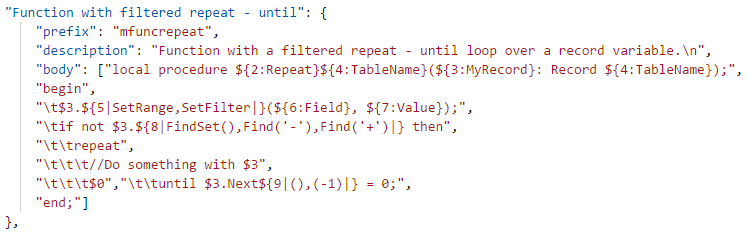 "Function with filtered repeat - until": {
    "prefix": "mfuncrepeat",
    "description": "Function with a filtered repeat - until loop over a record variable.\n",
    "body": ["local procedure ${2:Repeat}${4:TableName}(${3:MyRecord}: Record ${4:TableName});",
    "begin",
    "\t$3.${5|SetRange,SetFilter|}(${6:Field}, ${7:Value});",
    "\tif not $3.${8|FindSet(),Find('-'),Find('+')|} then",
    "\t\trepeat",
    "\t\t\t//Do something with $3",
    "\t\t\t$0","\t\tuntil $3.Next${9|(),(-1)|} = 0;",
    "end;"]
},